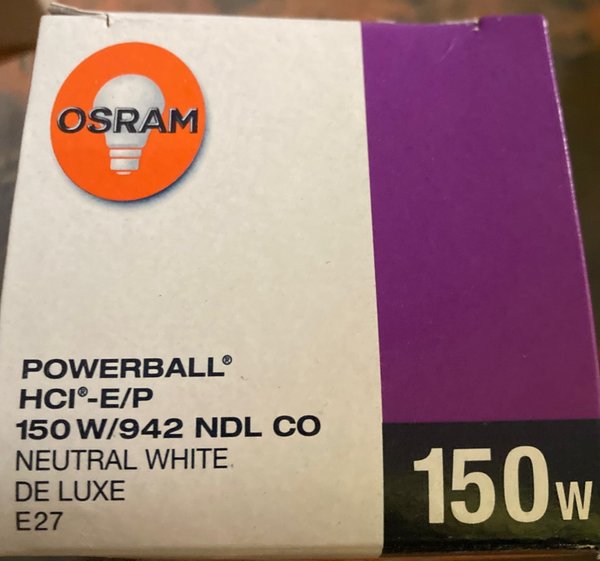 OSRAM
POWERBALL®
HCI®-E/P
150 W/942 NDL CO
NEUTRAL WHITE
DE LUXE
E27
150 W